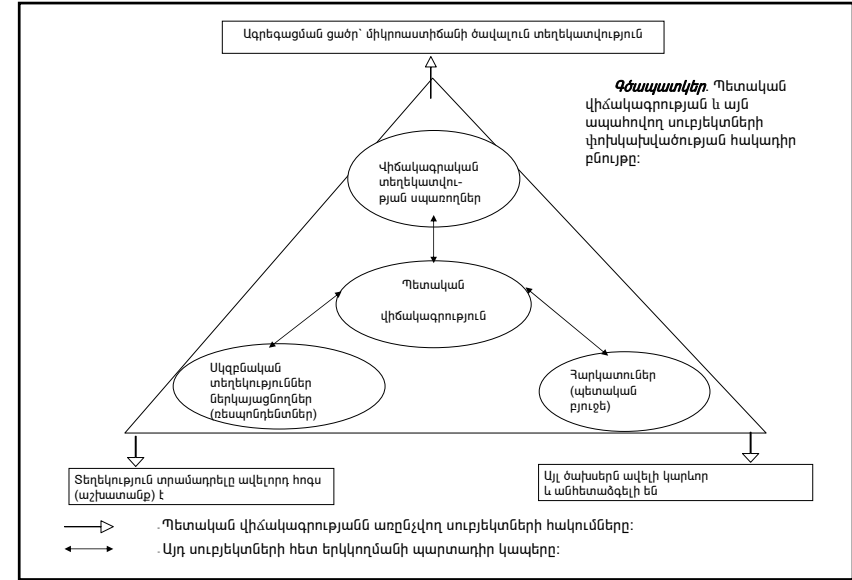 Ագրեգացման ցածր` միկրոաստիճանի ծավալուն տեղեկատվություն
Գծապատկեր. Պետական
վիճակագրության և այն
ապահովող սուբյեկտների
փոխկախվածության հակադիր
բնույթը:
Վիճակագրական
տեղեկատվու-
թյան սպառողներ
Պետական
վիճակագրություն
Սկզբնական
տեղեկություններ
ներկայացնողներ
(ռեսպոնդենտներ)
Հարկատուներ
(պետական
բյուջե)
Տեղեկություն տրամադրելը ավելորդ հոգս
(աշխատանք) է
Այլ ծախսերն ավելի կարևոր
և անհետաձգելի են
- Պետական վիճակագրությանն առընչվող սուբյեկտների հակումները:
- Այդ սուբյեկտների հետ երկկողմանի պարտադիր կապերը: